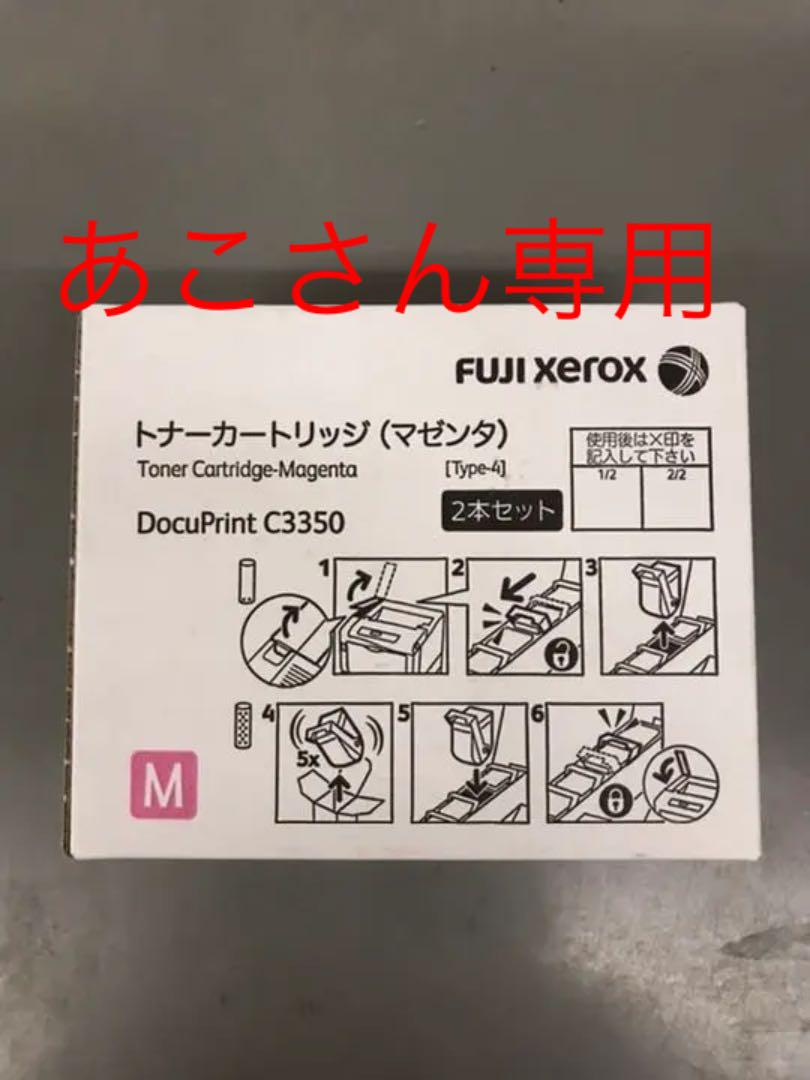 あこさん専用
FUJI xerox
トナーカートリッジ（マゼンタ）
Toner Cartridge-Magenta [Type-4]
使用後は×印を
記入して下さい
1/2 2/2
2本セット
DocuPrint C3350
1 2 3
4 5 6
5x
M